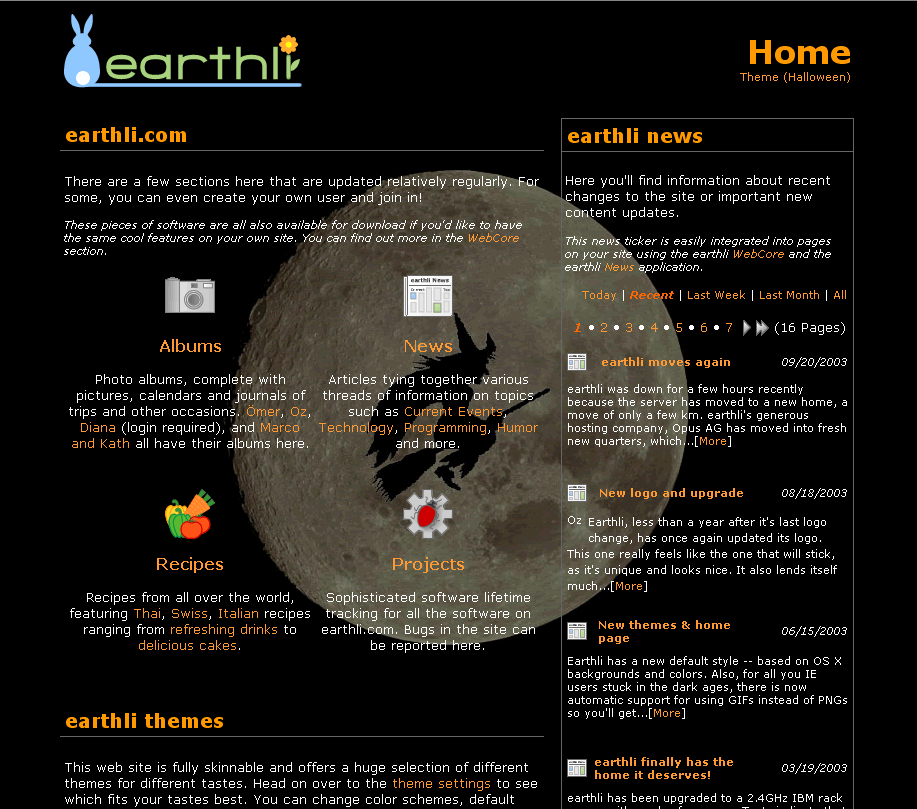 earthli
Home
Theme (Halloween)
earthli.com
There are a few sections here that are updated relatively regularly. For
some, you can even create your own user and join in!
These pieces of software are all also available for download if you'd like to have
the same cool features on your own site. You can find out more in the WebCore
section.
Albums
Photo albums, complete with
pictures, calendars and journals of
trips and other occasions. Ömer, Oz,
Diana (login required), and Marco
and Kath all have their albums here.
earthli News
News
Articles tying together various
threads of information on topics
such as Current Events,
Technology, Programming, Humor
and more.
Recipes
Recipes from all over the world,
featuring Thai, Swiss, Italian recipes
ranging from refreshing drinks to
delicious cakes.
Projects
Sophisticated software lifetime
tracking for all the software on
earthli.com. Bugs in the site can
be reported here.
earthli themes
This web site is fully skinnable and offers a huge selection of different
themes for different tastes. Head on over to the theme settings to see
which fits your tastes best. You can change color schemes, default
earthli news
Here you'll find information about recent
changes to the site or important new
content updates.
This news ticker is easily integrated into pages
on your site using the earthli WebCore and the
earthli News application.
Today | Recent | Last Week | Last Month | All
1 • 2 • 3 • 4 • 5 • 6 • 7 (16 Pages)
earthli moves again 09/20/2003
earthli was down for a few hours recently
because the server has moved to a new home, a
move of only a few km. earthli's generous
hosting company, Opus AG has moved into fresh
new quarters, which...[More]
New logo and upgrade 08/18/2003
Oz Earthli, less than a year after it's last logo
change, has once again updated its logo.
This one really feels like the one that will stick,
as it's unique and looks nice. It also lends itself
much...[More]
New themes & home
page 06/15/2003
Earthli has a new default style -- based on OS X
backgrounds and colors. Also, for all you IE
users stuck in the dark ages, there is now
automatic support for using GIFs instead of PNGs
so you'll get...[More]
earthli finally has the
home it deserves! 03/19/2003
earthli has been upgraded to a 2.4GHz IBM rack